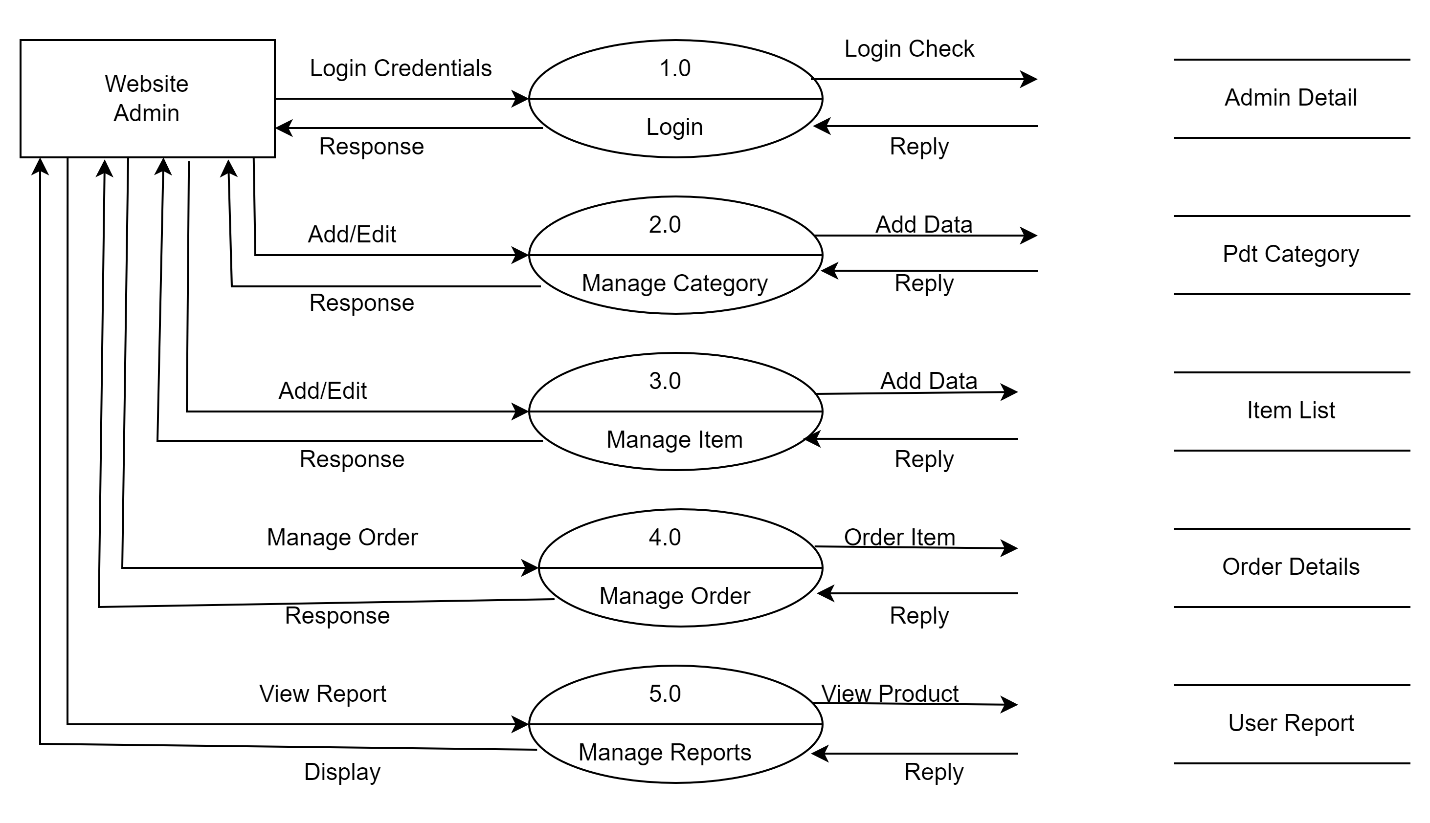 Website
Admin
Login Credentials
Response
1.0
Login
Login Check
Reply
Admin Detail
Add/Edit
Response
2.0
Manage Category
Add Data
Reply
Pdt Category
Add/Edit
Response
3.0
Manage Item
Add Data
Reply
Item List
Manage Order
Response
4.0
Manage Order
Order Item
Reply
Order Details
View Report
Display
5.0
Manage Reports
View Product
Reply
User Report